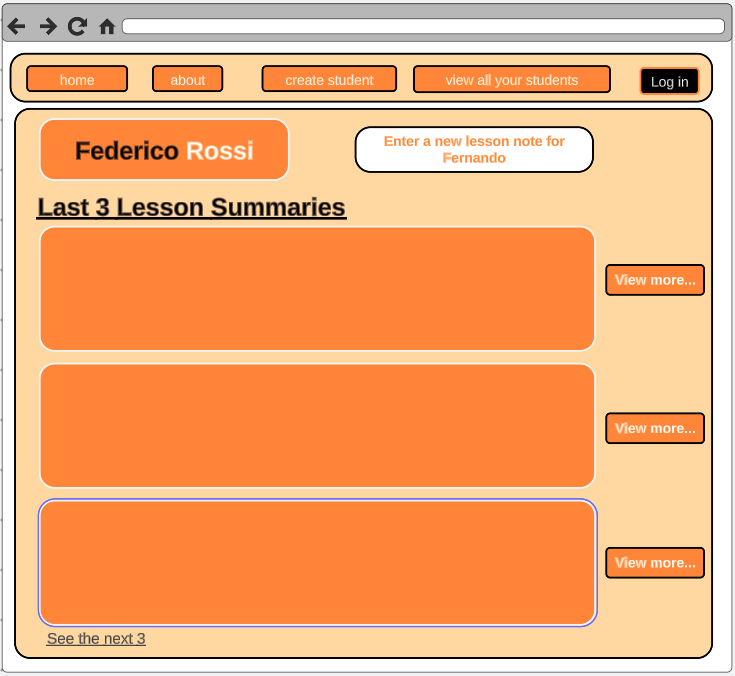 home about create student view all your students Log in
Federico Rossi
Enter a new lesson note for
Fernando
Last 3 Lesson Summaries
View more...
View more...
View more...
See the next 3